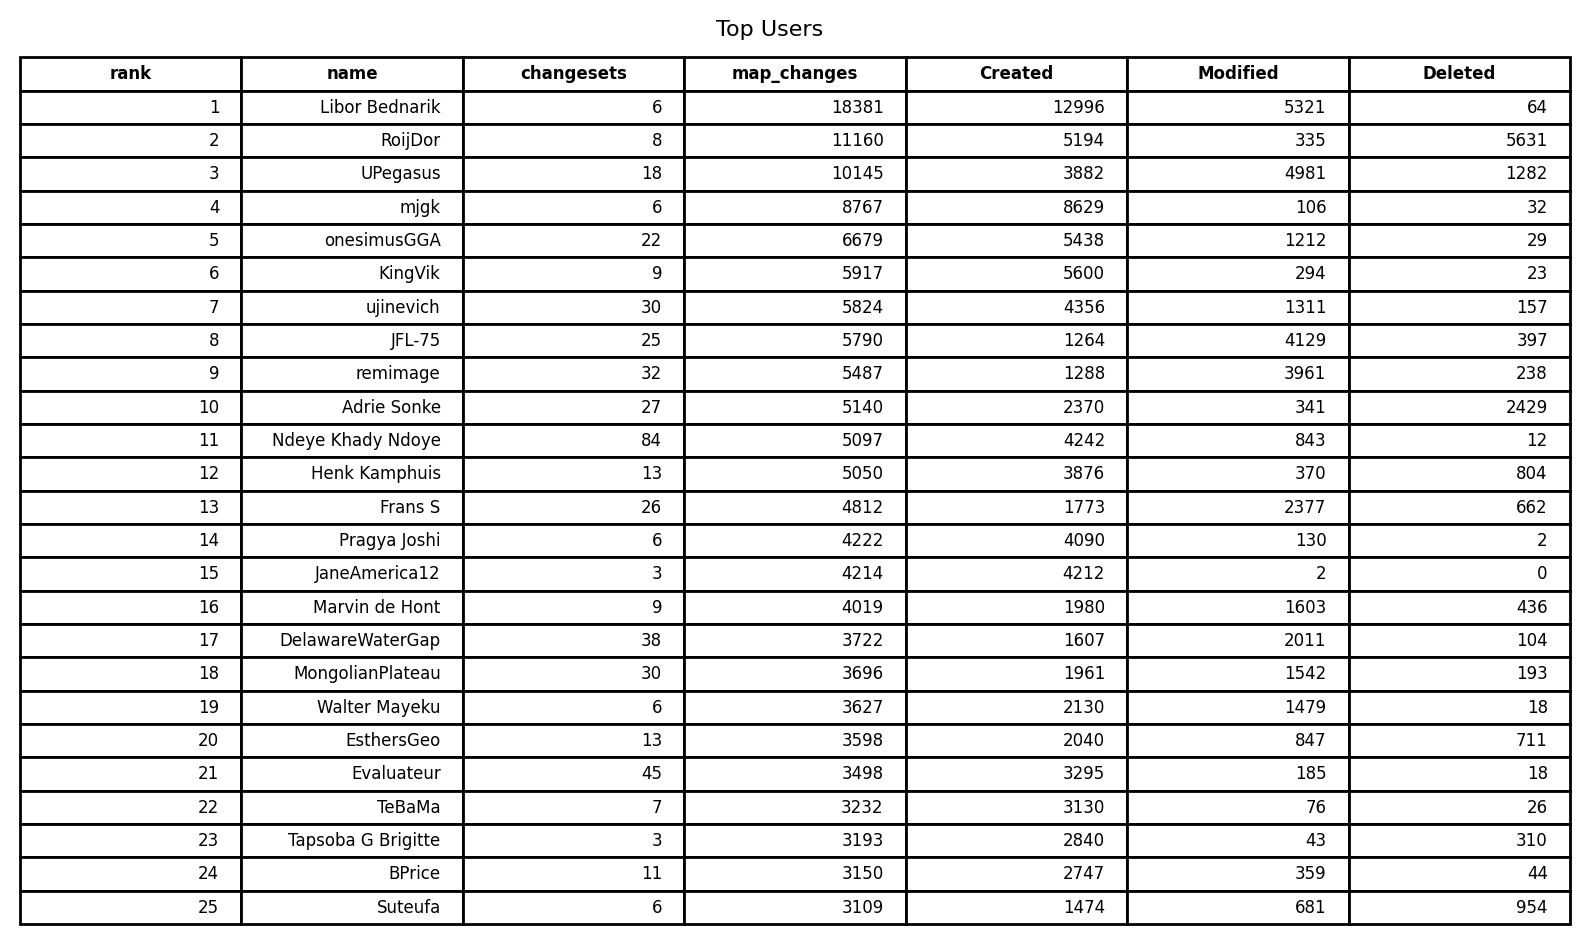 Top Users
rank name changesets map_changes Created Modified Deleted
1 Libor Bednarik 6 18381 12996 5321 64
2 RoijDor 8 11160 5194 335 5631
3 UPegasus 18 10145 3882 4981 1282
4 mjgk 6 8767 8629 106 32
5 onesimusGGA 22 6679 5438 1212 29
6 KingVik 9 5917 5600 294 23
7 ujinevich 30 5824 4356 1311 157
8 JFL-75 25 5790 1264 4129 397
9 remimage 32 5487 1288 3961 238
10 Adrie Sonke 27 5140 2370 341 2429
11 Ndeye Khady Ndoye 84 5097 4242 843 12
12 Henk Kamphuis 13 5050 3876 370 804
13 Frans S 26 4812 1773 2377 662
14 Pragya Joshi 6 4222 4090 130 2
15 JaneAmerica12 3 4214 4212 2 0
16 Marvin de Hont 9 4019 1980 1603 436
17 DelawareWaterGap 38 3722 1607 2011 104
18 MongolianPlateau 30 3696 1961 1542 193
19 Walter Mayeku 6 3627 2130 1479 18
20 EsthersGeo 13 3598 2040 847 711
21 Evaluateur 45 3498 3295 185 18
22 TeBaMa 7 3232 3130 76 26
23 Tapsoba G Brigitte 3 3193 2840 43 310
24 BPrice 11 3150 2747 359 44
25 Suteufa 6 3109 1474 681 954